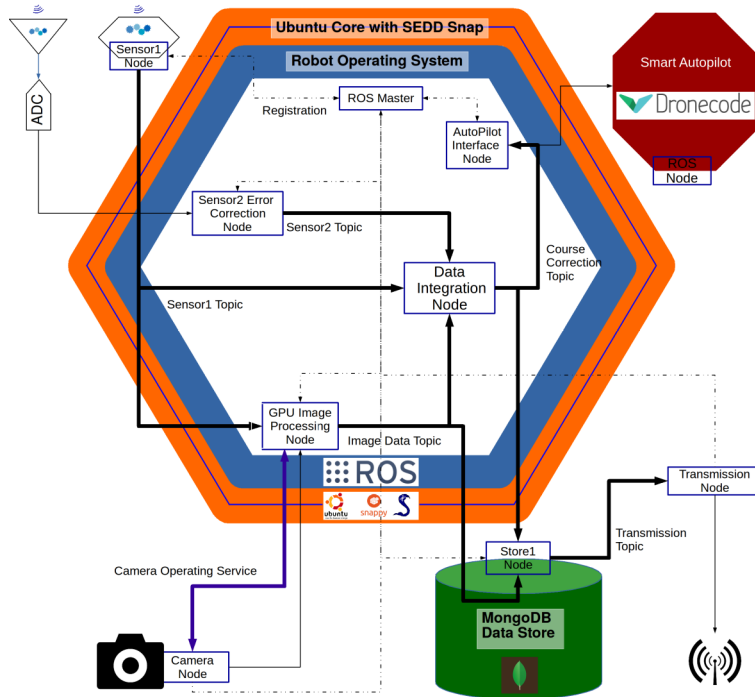 Ubuntu Core with SEDD Snap
Sensor1
Node
Robot Operating System
Smart Autopilot
Dronecode
ADC
ROS Master
Registration
AutoPilot
Interface
Node
ROS
Node
Sensor2 Error
Correction
Node
Sensor2 Topic
Course
Correction
Topic
Data
Integration
Node
Sensor1 Topic
GPU Image
Processing
Node
Image Data Topic
ROS
ubuntu
snappy
Transmission
Node
Transmission
Topic
Store1
Node
Camera Operating Service
MongoDB
Data Store
Camera
Node